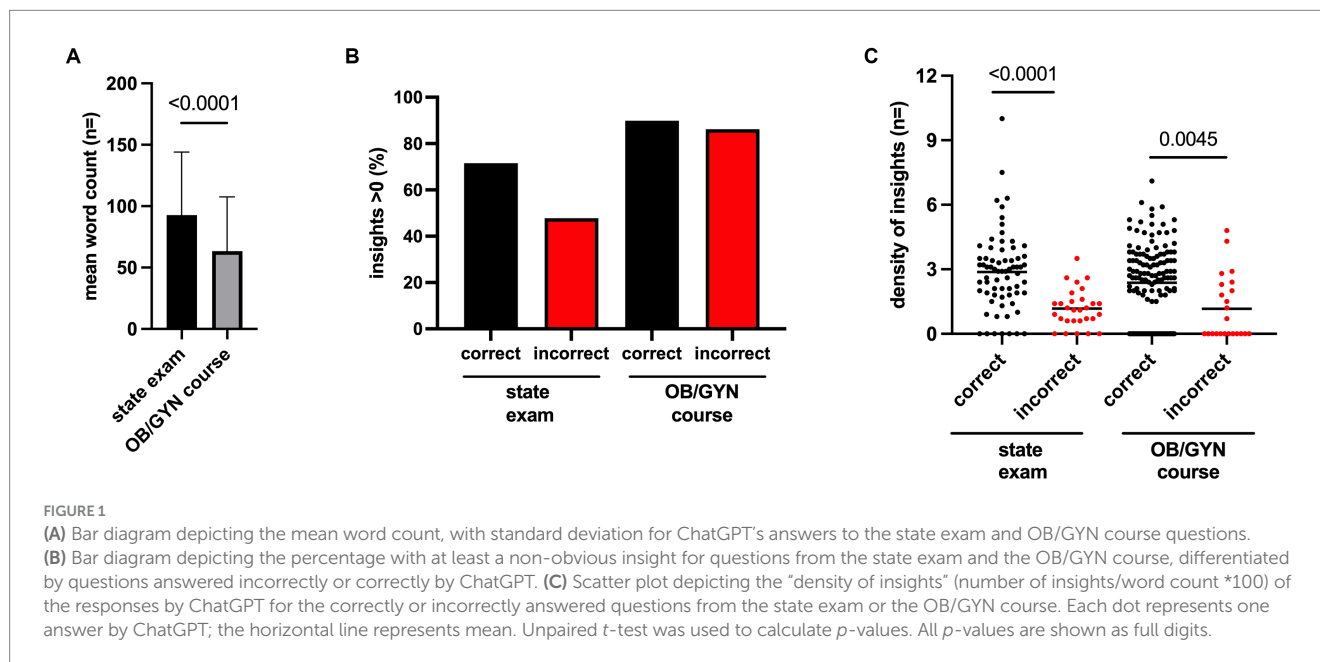 A
mean word count (n=)
200
150
100
50
0
<0.0001
state exam
OB/GYN course
B
insights >0 (%)
100
80
60
40
20
0
correct incorrect correct incorrect
state OB/GYN
exam course
C
density of insights (n=)
12
9
6
3
0
<0.0001
0.0045
correct incorrect correct incorrect
state OB/GYN
exam course
FIGURE 1
(A) Bar diagram depicting the mean word count, with standard deviation for ChatGPT's answers to the state exam and OB/GYN course questions.
(B) Bar diagram depicting the percentage with at least a non-obvious insight for questions from the state exam and the OB/GYN course, differentiated
by questions answered incorrectly or correctly by ChatGPT. (C) Scatter plot depicting the "density of insights" (number of insights/word count *100) of
the responses by ChatGPT for the correctly or incorrectly answered questions from the state exam or the OB/GYN course. Each dot represents one
answer by ChatGPT; the horizontal line represents mean. Unpaired t-test was used to calculate p-values. All p-values are shown as full digits.